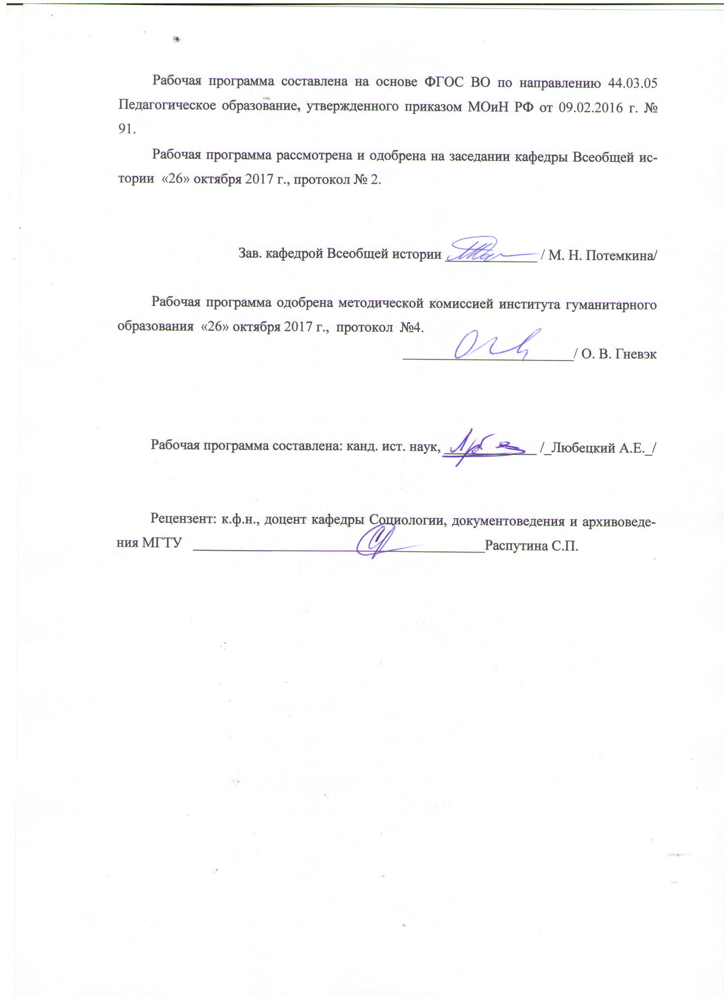 Рабочая программа составлена на основе ФГОС ВО по направлению 44.03.05
Педагогическое образование, утвержденного приказом МОиН РФ от 09.02.2016 г. №
91.
Рабочая программа рассмотрена и одобрена на заседании кафедры Всеобщей ис-
тории «26» октября 2017 г., протокол № 2.
Зав. кафедрой Всеобщей истории ____________ / М. Н. Потемкина/
Рабочая программа одобрена методической комиссией института гуманитарного
образования «26» октября 2017 г., протокол №4.
______________________/ О. В. Гневэк
Рабочая программа составлена: канд. ист. наук, ____________ /_Любецкий А.Е._/
Рецензент: к.ф.н., доцент кафедры Социологии, документоведения и архивоведе-
ния МГТУ ______________________________________Распутина С.П.